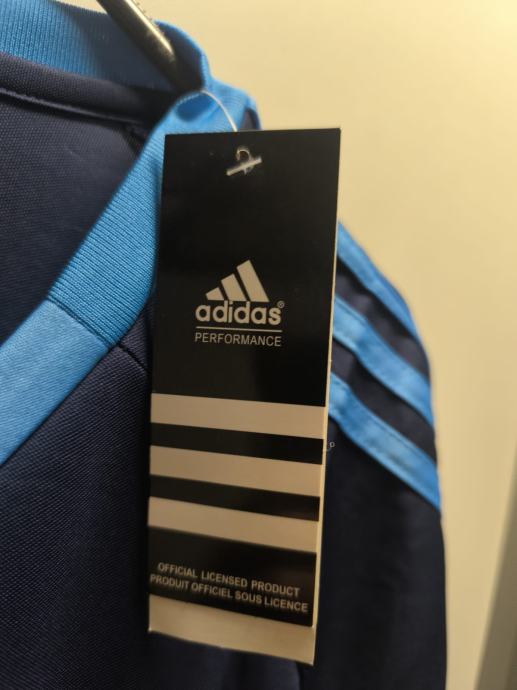 adidas®
PERFORMANCE
OFFICIAL LICENSED PRODUCT
PRODUIT OFFICIEL SOUS LICENCE